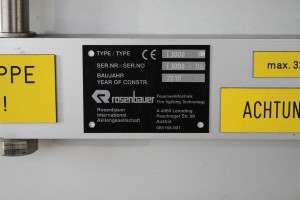 TYPE / TYPE
SER.NR./ SER.NO
BAUJAHR
YEAR OF CONSTR.
rosenbauer
Feuerwehrtechnik
Fire fighting Technology
Rosenbauer
International
Aktiengesellschaft
A-4060 Leonding
Paschinger Str. 90
Austria
PPE
!
max. 32
ACHTUN